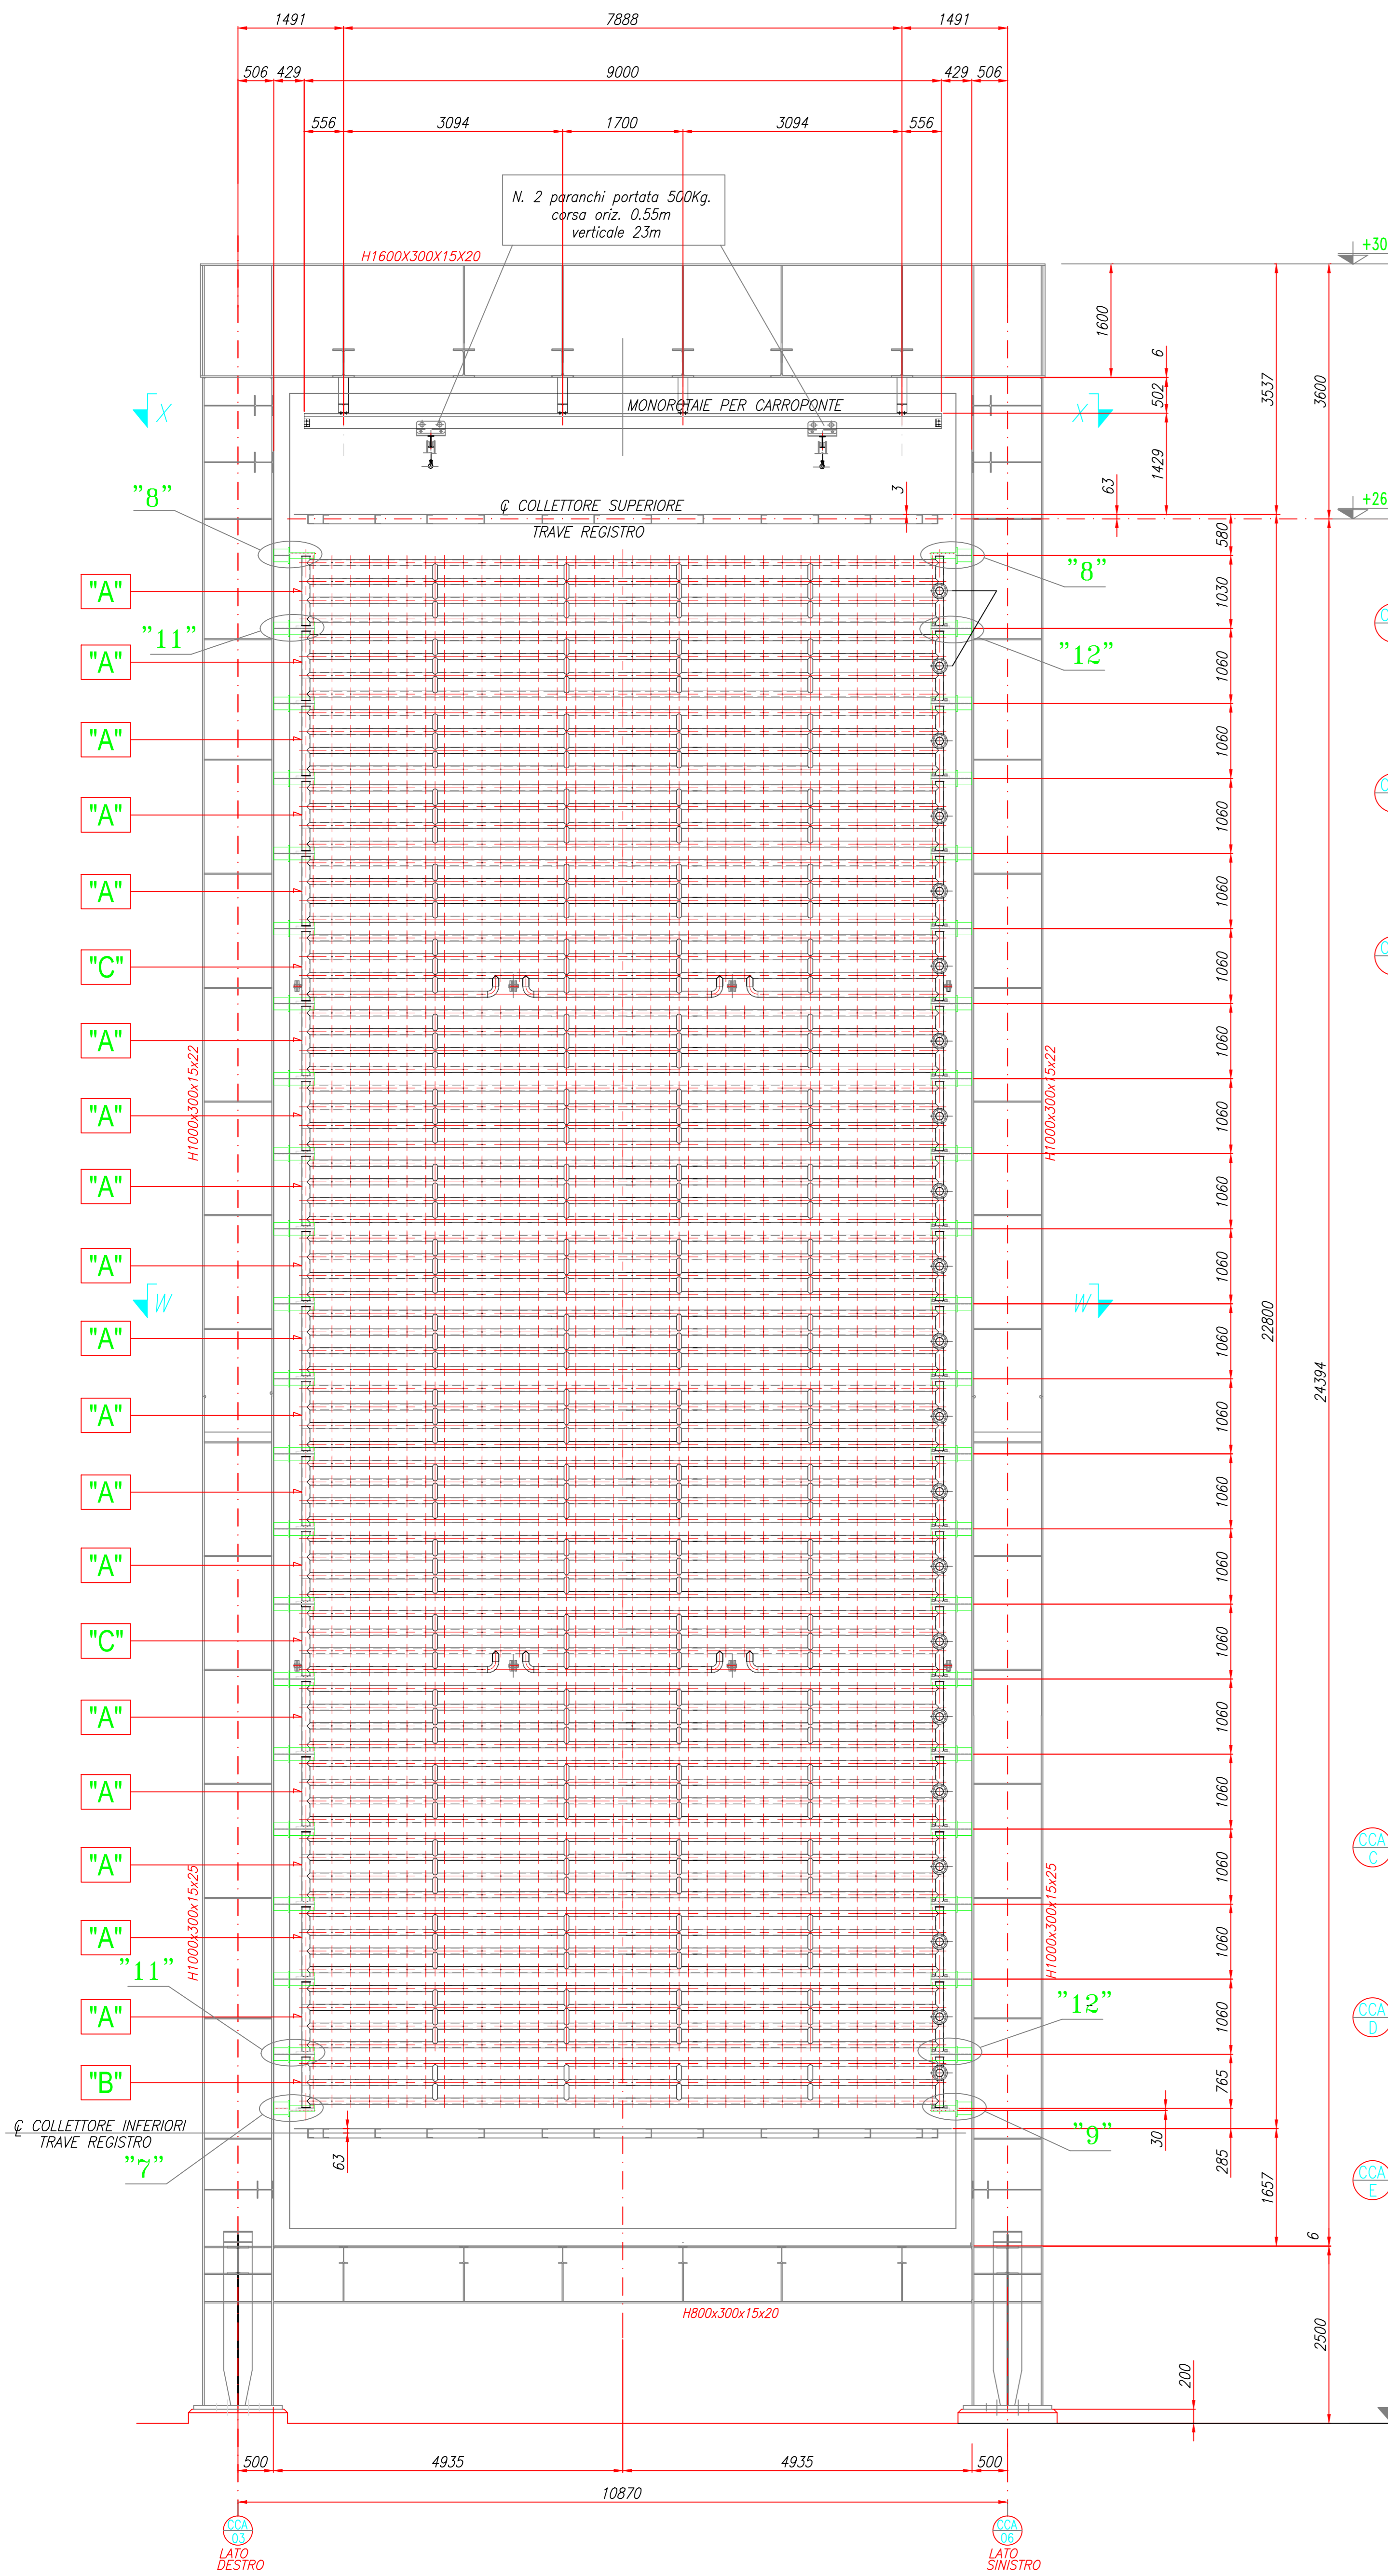 1491 7888 1491
506 429 9000 429 506
556 3094 1700 3094 556
N. 2 paranchi portata 500Kg.
corsa oriz. 0.55m
verticale 23m
H1600X300X15X20
1600
6
502
1429
3537
3600
X
MONOROTAIE PER CARROPONTE
X
"8"
℄ COLLETTORE SUPERIORE
3
63
TRAVE REGISTRO
580
"8"
"A"
1030
"11"
"12"
"A"
1060
"A"
1060
"A"
1060
"A"
1060
"C"
1060
"A"
1060
H1000x300x15x22
H1000x300x15x22
"A"
1060
"A"
1060
"A"
1060
W
W
22800
24394
"A"
1060
"A"
1060
"A"
1060
"A"
1060
"C"
1060
"A"
1060
"A"
1060
CCA
C
"A"
1060
"A"
1060
H1000x300x15x25
H1000x300x15x25
"11"
"12"
"A"
1060
CCA
D
"B"
765
℄ COLLETTORE INFERIORI
TRAVE REGISTRO
"7"
63
"9"
30
285
1657
CCA
E
6
H800x300x15x20
2500
200
500 4935 4935 500
10870
CCA
03
LATO
DESTRO
CCA
06
LATO
SINISTRO